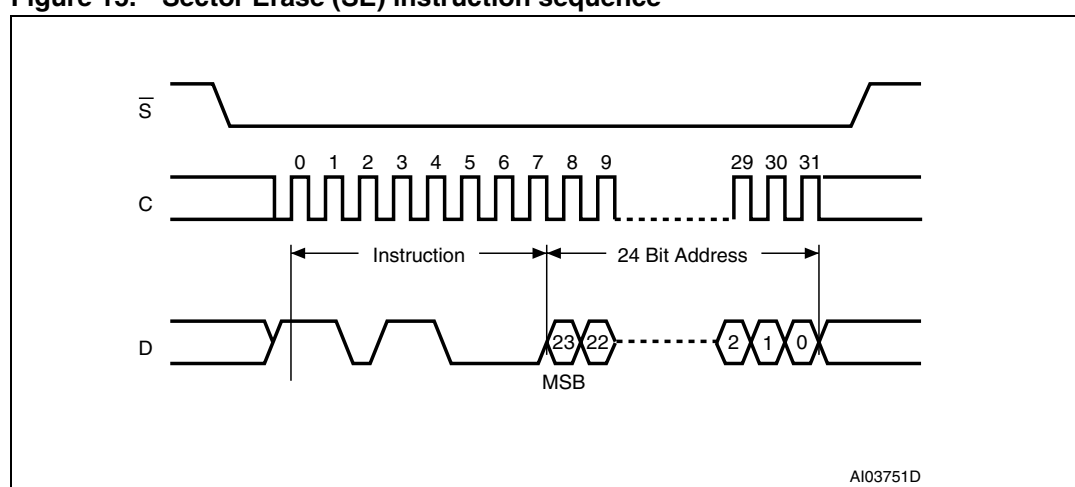 Figure 15. Sector Erase (SE) instruction sequence
S
0 1 2 3 4 5 6 7 8 9 29 30 31
C
Instruction 24 Bit Address
D 23 22 2 1 0
MSB
AI03751D